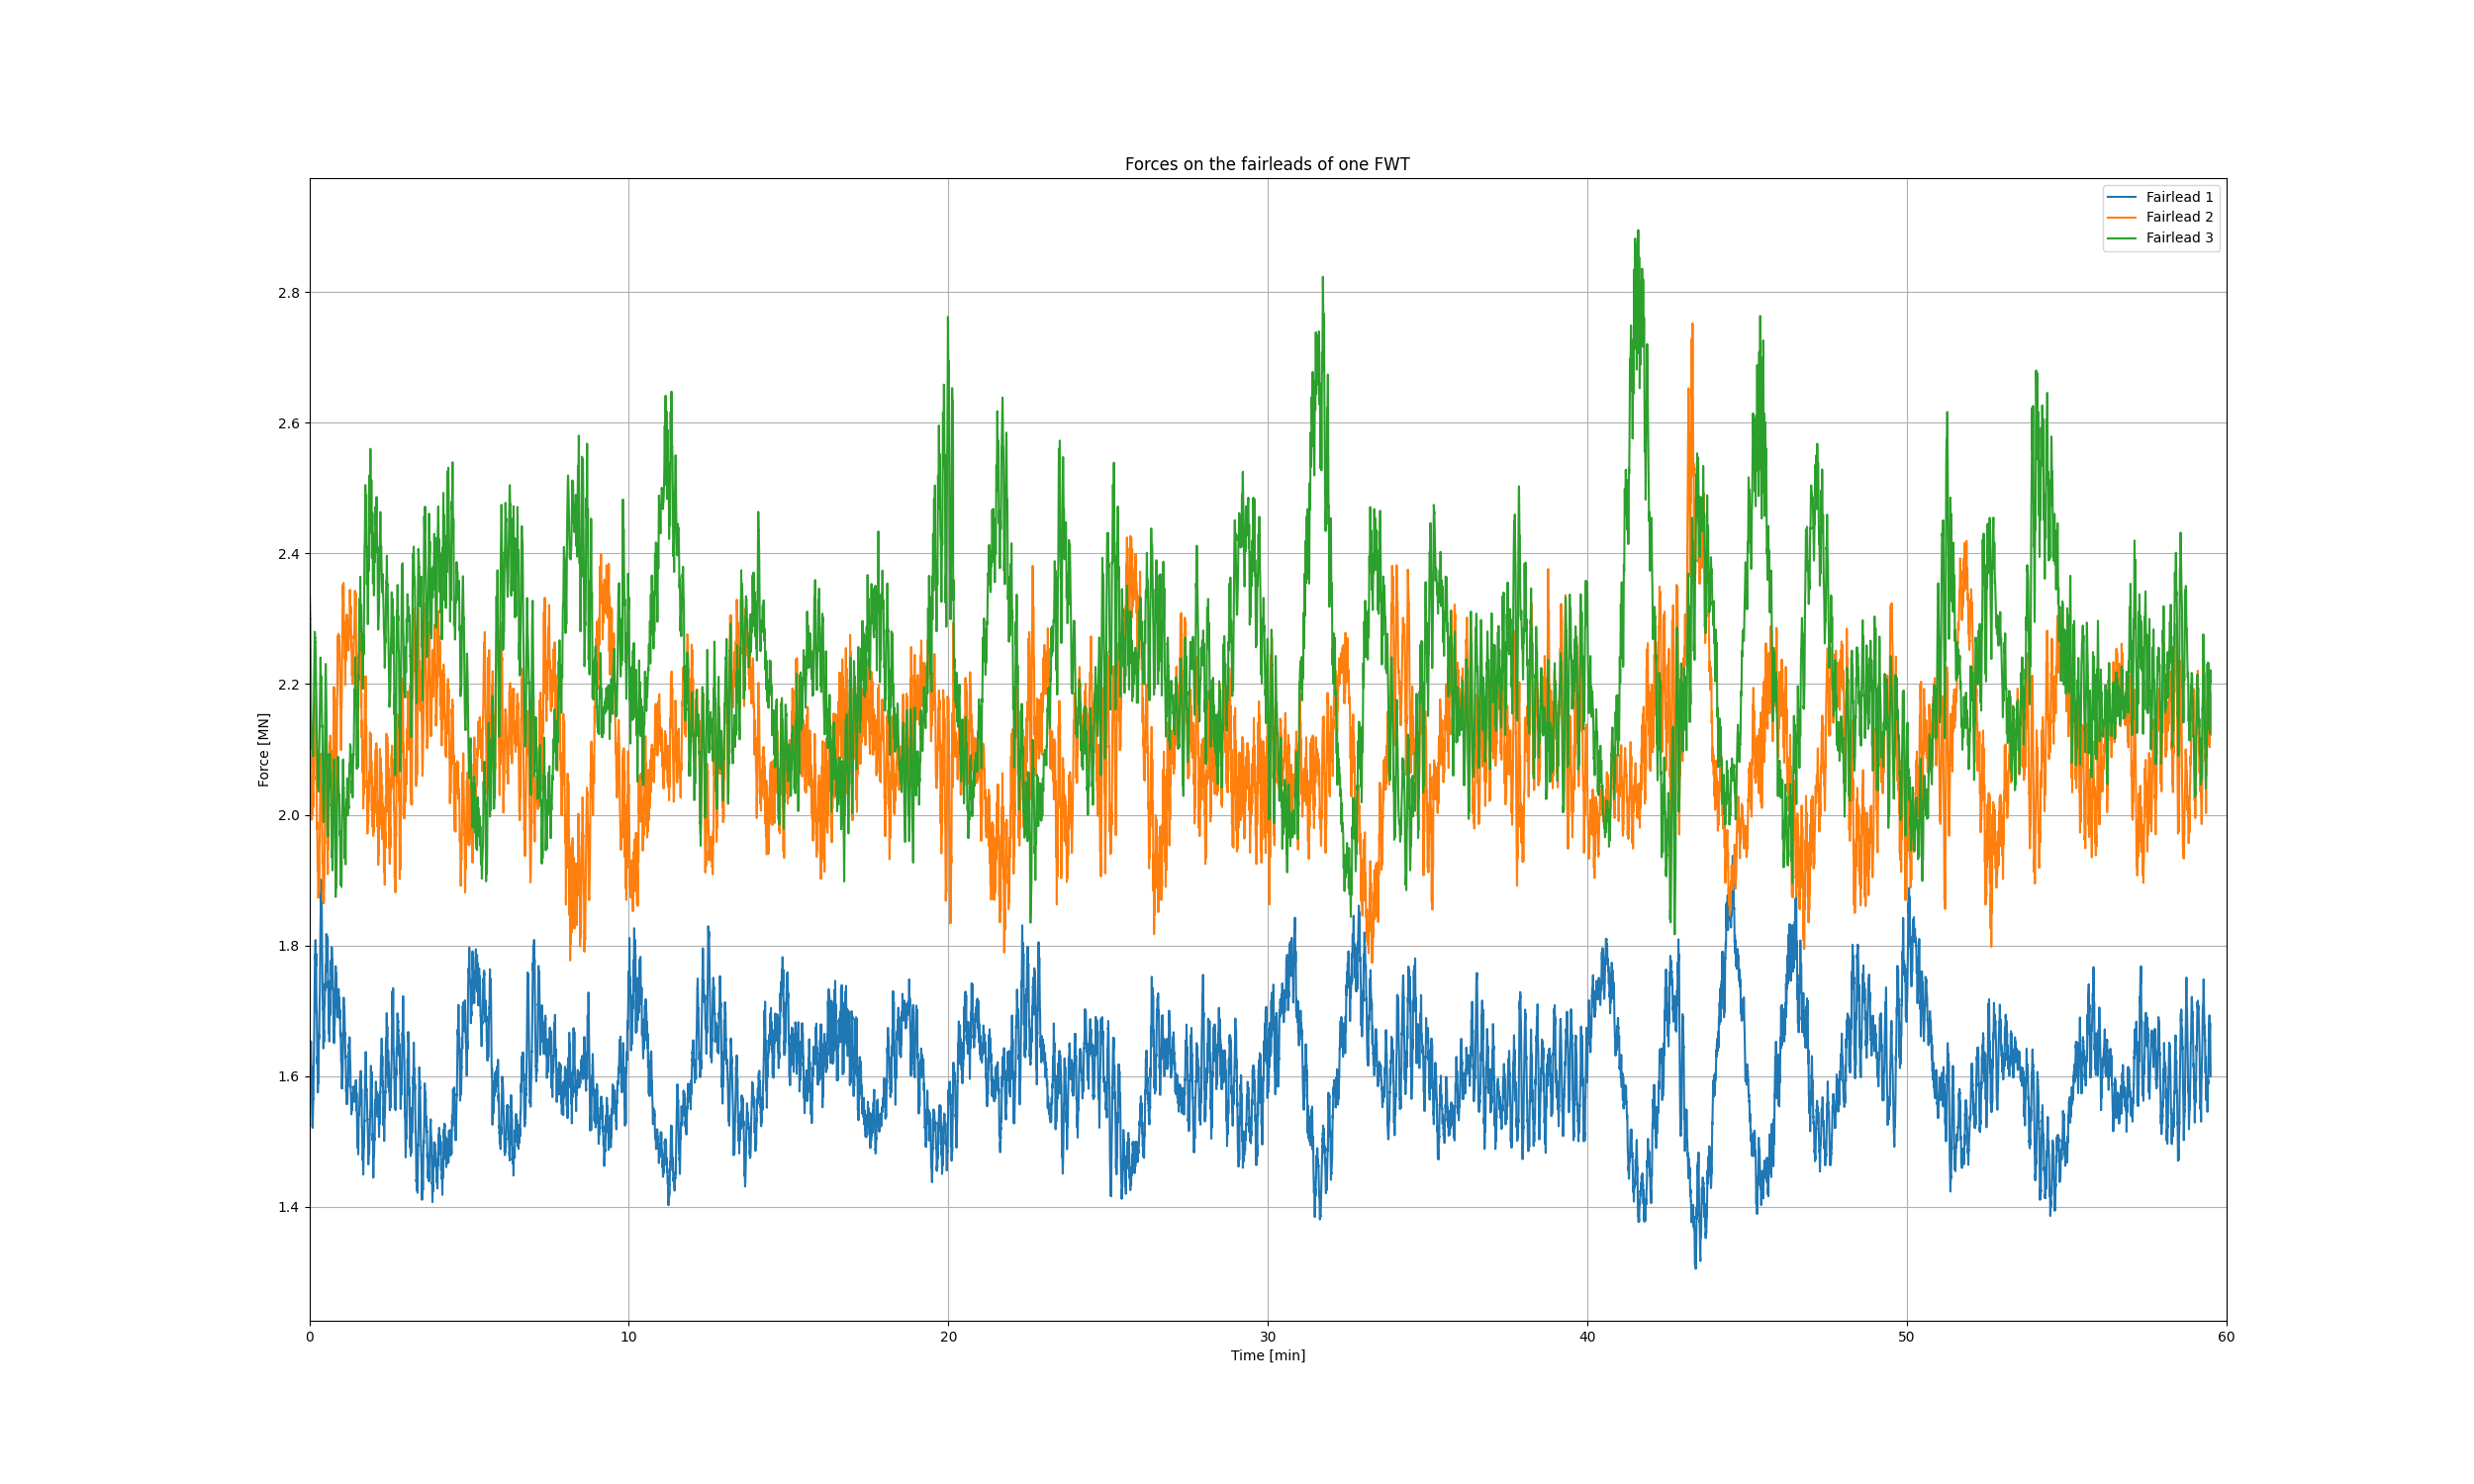 Forces on the fairleads of one FWT
Fairlead 1
Fairlead 2
Fairlead 3
2.8
2.6
2.4
2.2
2.0
1.8
1.6
1.4
Force [MN]
0 10 20 30 40 50 60
Time [min]